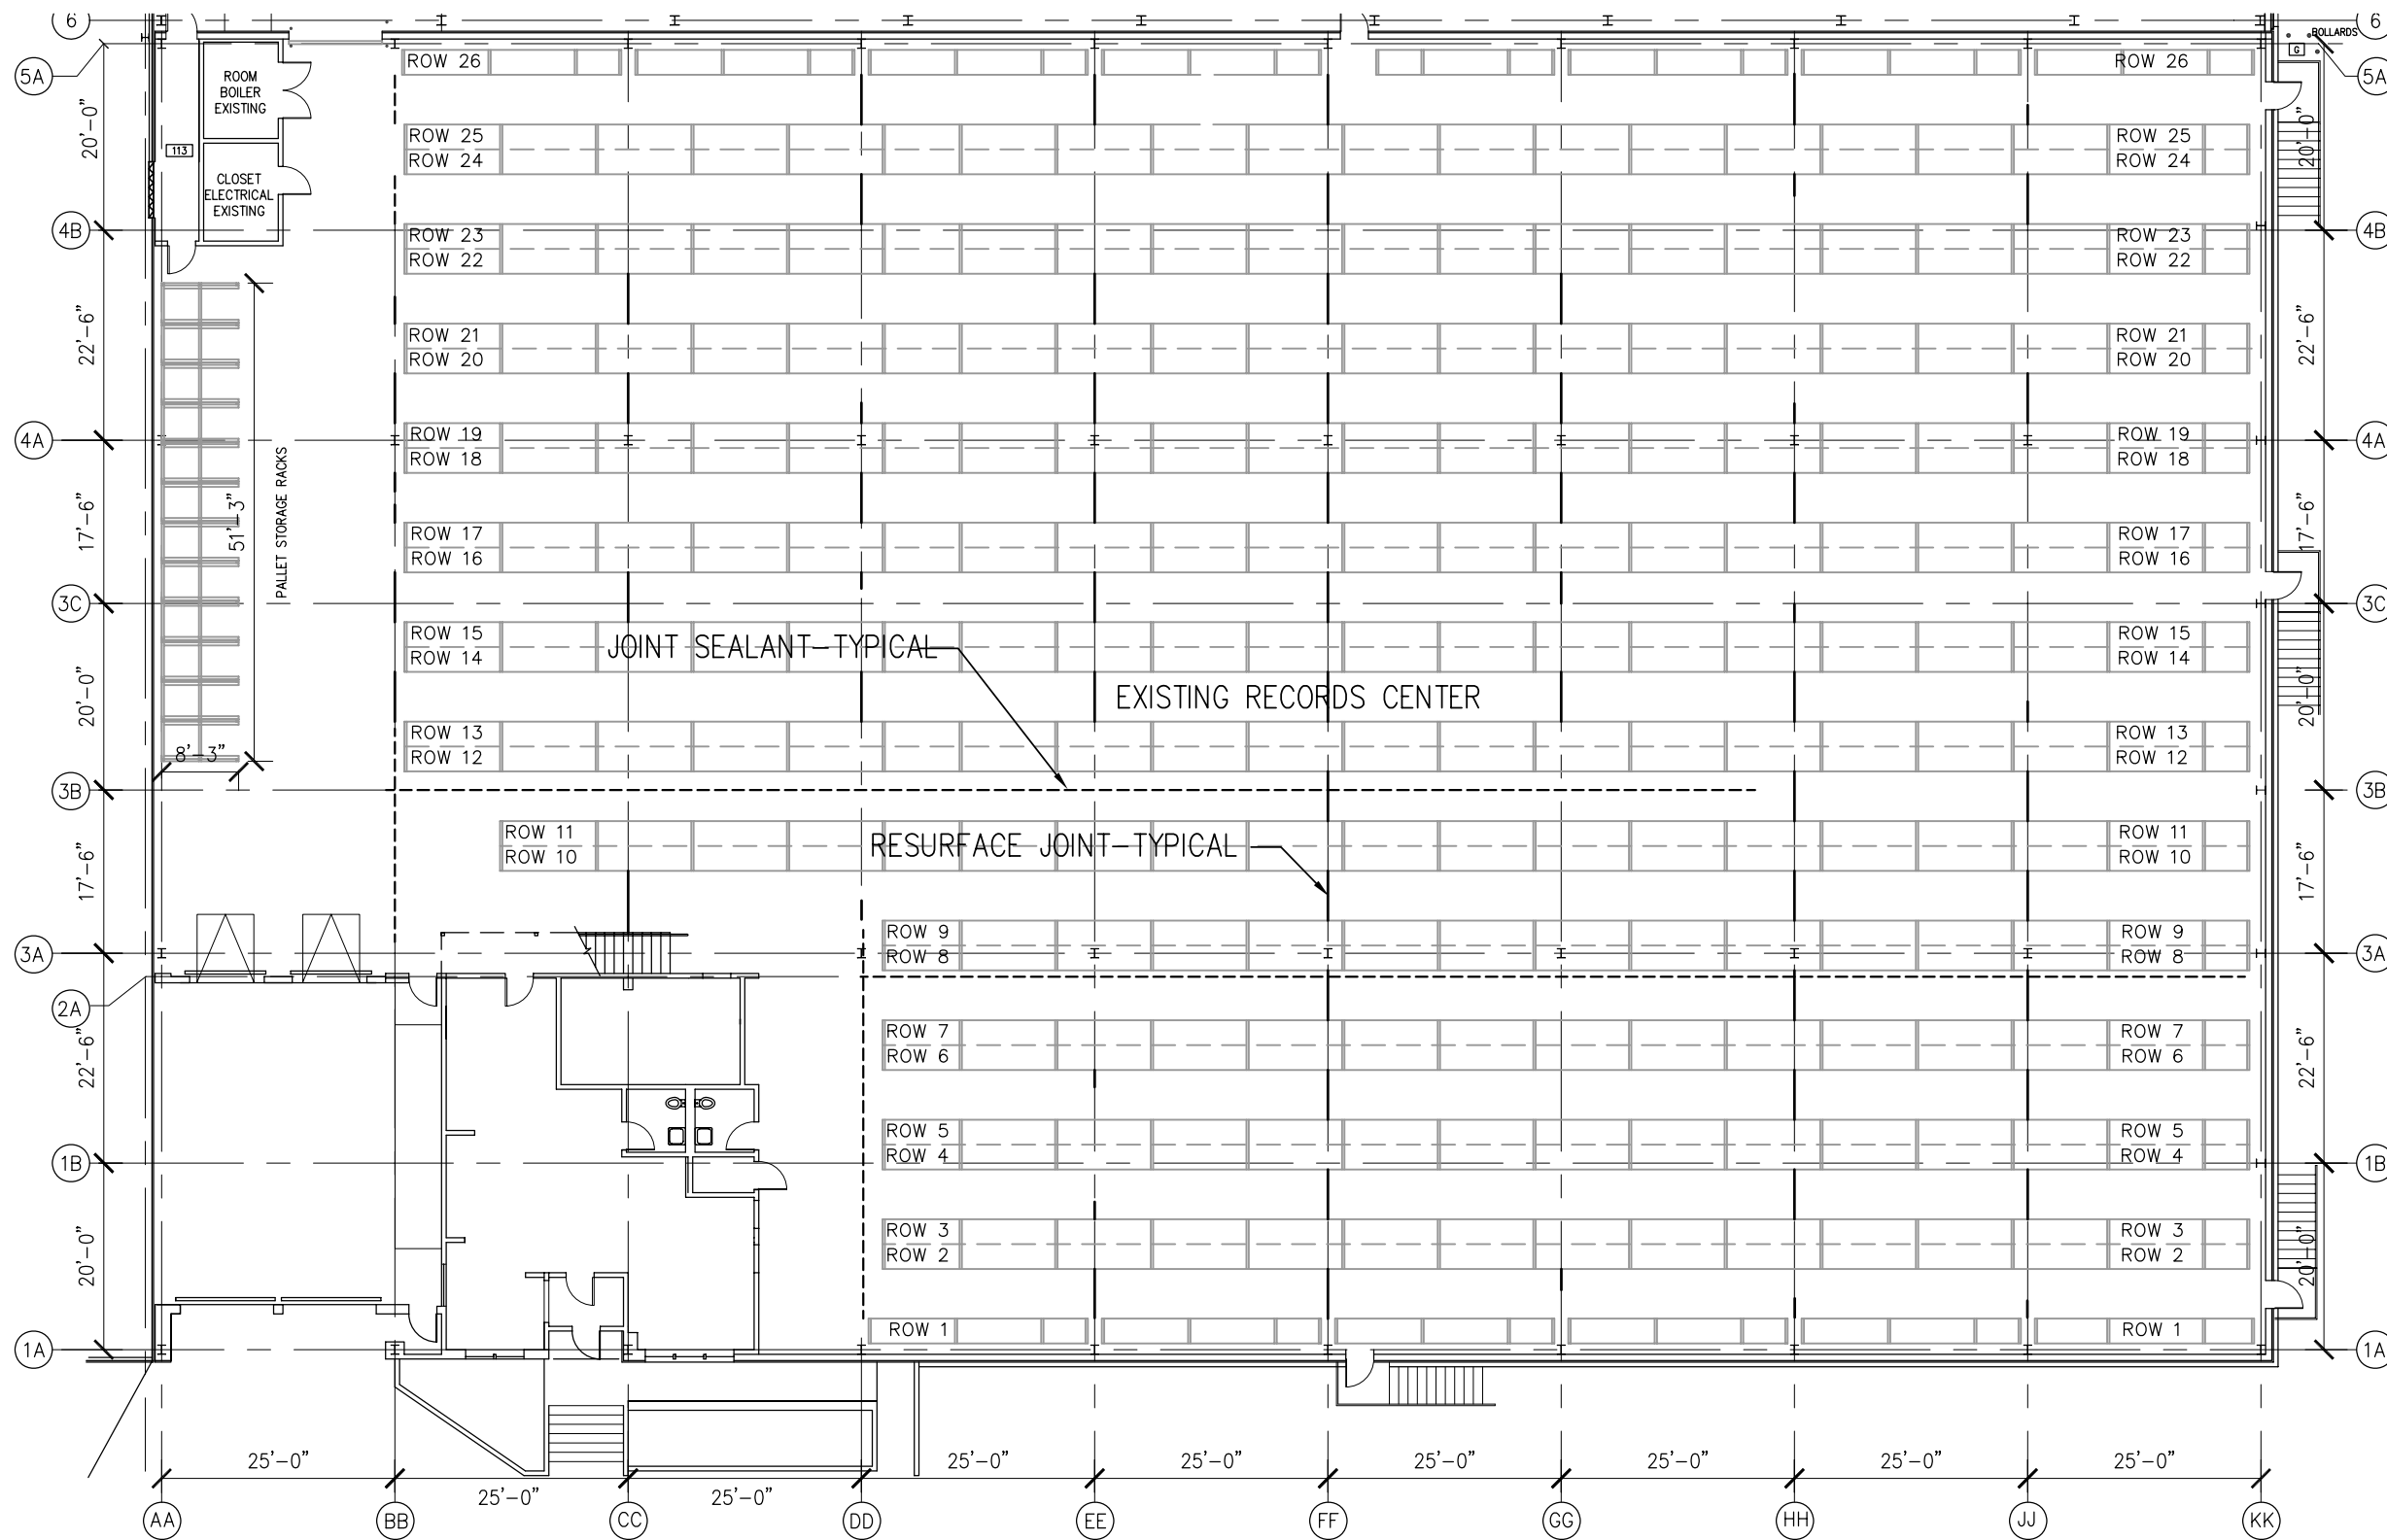 6
6
BOLLARDS
G
5A
5A
ROW 26
ROW 26
ROOM
BOILER
EXISTING
20'-0"
20'-0"
113
ROW 25
ROW 24
ROW 25
ROW 24
CLOSET
ELECTRICAL
EXISTING
4B
4B
ROW 23
ROW 22
ROW 23
ROW 22
22'-6"
22'-6"
ROW 21
ROW 20
ROW 21
ROW 20
4A
4A
ROW 19
ROW 18
ROW 19
ROW 18
PALLET STORAGE RACKS
51'-3"
17'-6"
17'-6"
ROW 17
ROW 16
ROW 17
ROW 16
3C
3C
ROW 15
ROW 14
ROW 15
ROW 14
JOINT SEALANT-TYPICAL
EXISTING RECORDS CENTER
20'-0"
20'-0"
ROW 13
ROW 12
ROW 13
ROW 12
8'-3"
3B
3B
ROW 11
ROW 10
RESURFACE JOINT-TYPICAL
ROW 11
ROW 10
17'-6"
17'-6"
ROW 9
ROW 8
ROW 9
ROW 8
3A
3A
2A
ROW 7
ROW 6
ROW 7
ROW 6
22'-6"
22'-6"
ROW 5
ROW 4
ROW 5
ROW 4
1B
1B
ROW 3
ROW 2
ROW 3
ROW 2
20'-0"
20'-0"
ROW 1
ROW 1
1A
1A
25'-0"
25'-0"
25'-0"
25'-0"
25'-0"
25'-0"
25'-0"
25'-0"
25'-0"
AA
BB
CC
DD
EE
FF
GG
HH
JJ
KK